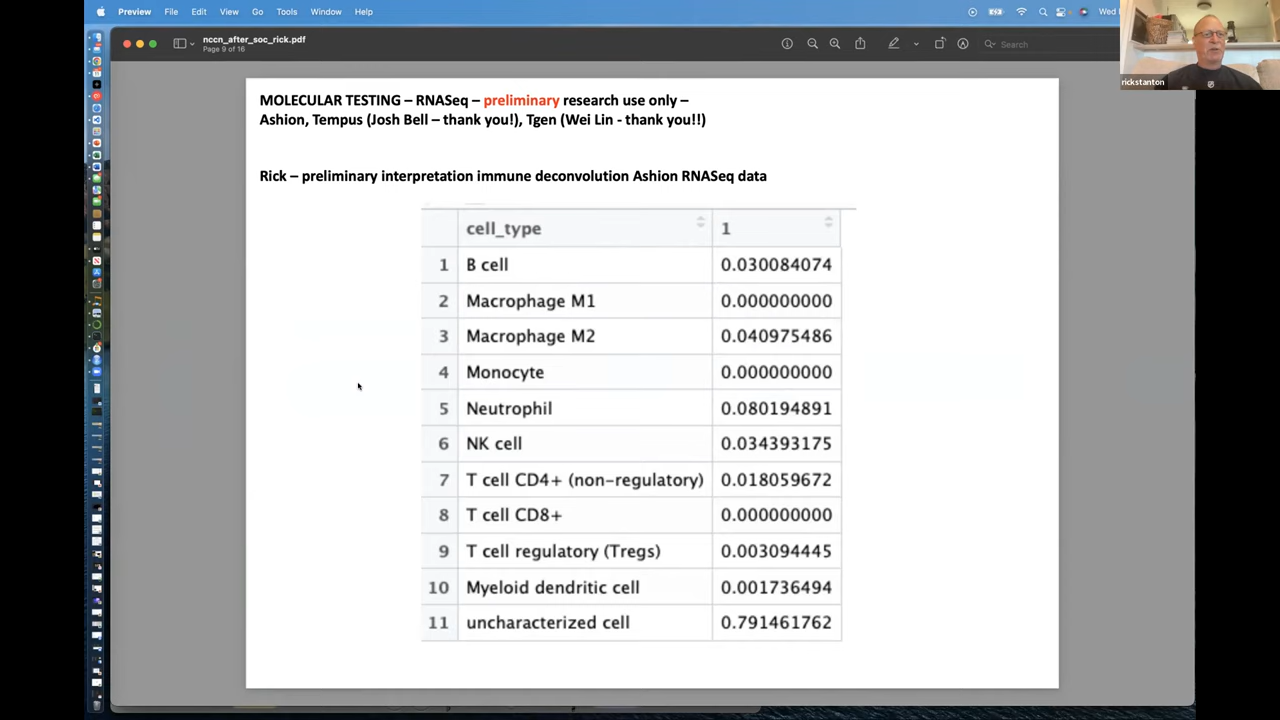 Preview File Edit View Go Tools Window Help
Wed
nccn_after_soc_rick.pdf
Page 9 of 16
Search
rickstanton
MOLECULAR TESTING – RNASeq – preliminary research use only –
Ashion, Tempus (Josh Bell – thank you!), Tgen (Wei Lin - thank you!!)
Rick – preliminary interpretation immune deconvolution Ashion RNASeq data
cell_type 1
1 B cell 0.030084074
2 Macrophage M1 0.000000000
3 Macrophage M2 0.040975486
4 Monocyte 0.000000000
5 Neutrophil 0.080194891
6 NK cell 0.034393175
7 T cell CD4+ (non-regulatory) 0.018059672
8 T cell CD8+ 0.000000000
9 T cell regulatory (Tregs) 0.003094445
10 Myeloid dendritic cell 0.001736494
11 uncharacterized cell 0.791461762